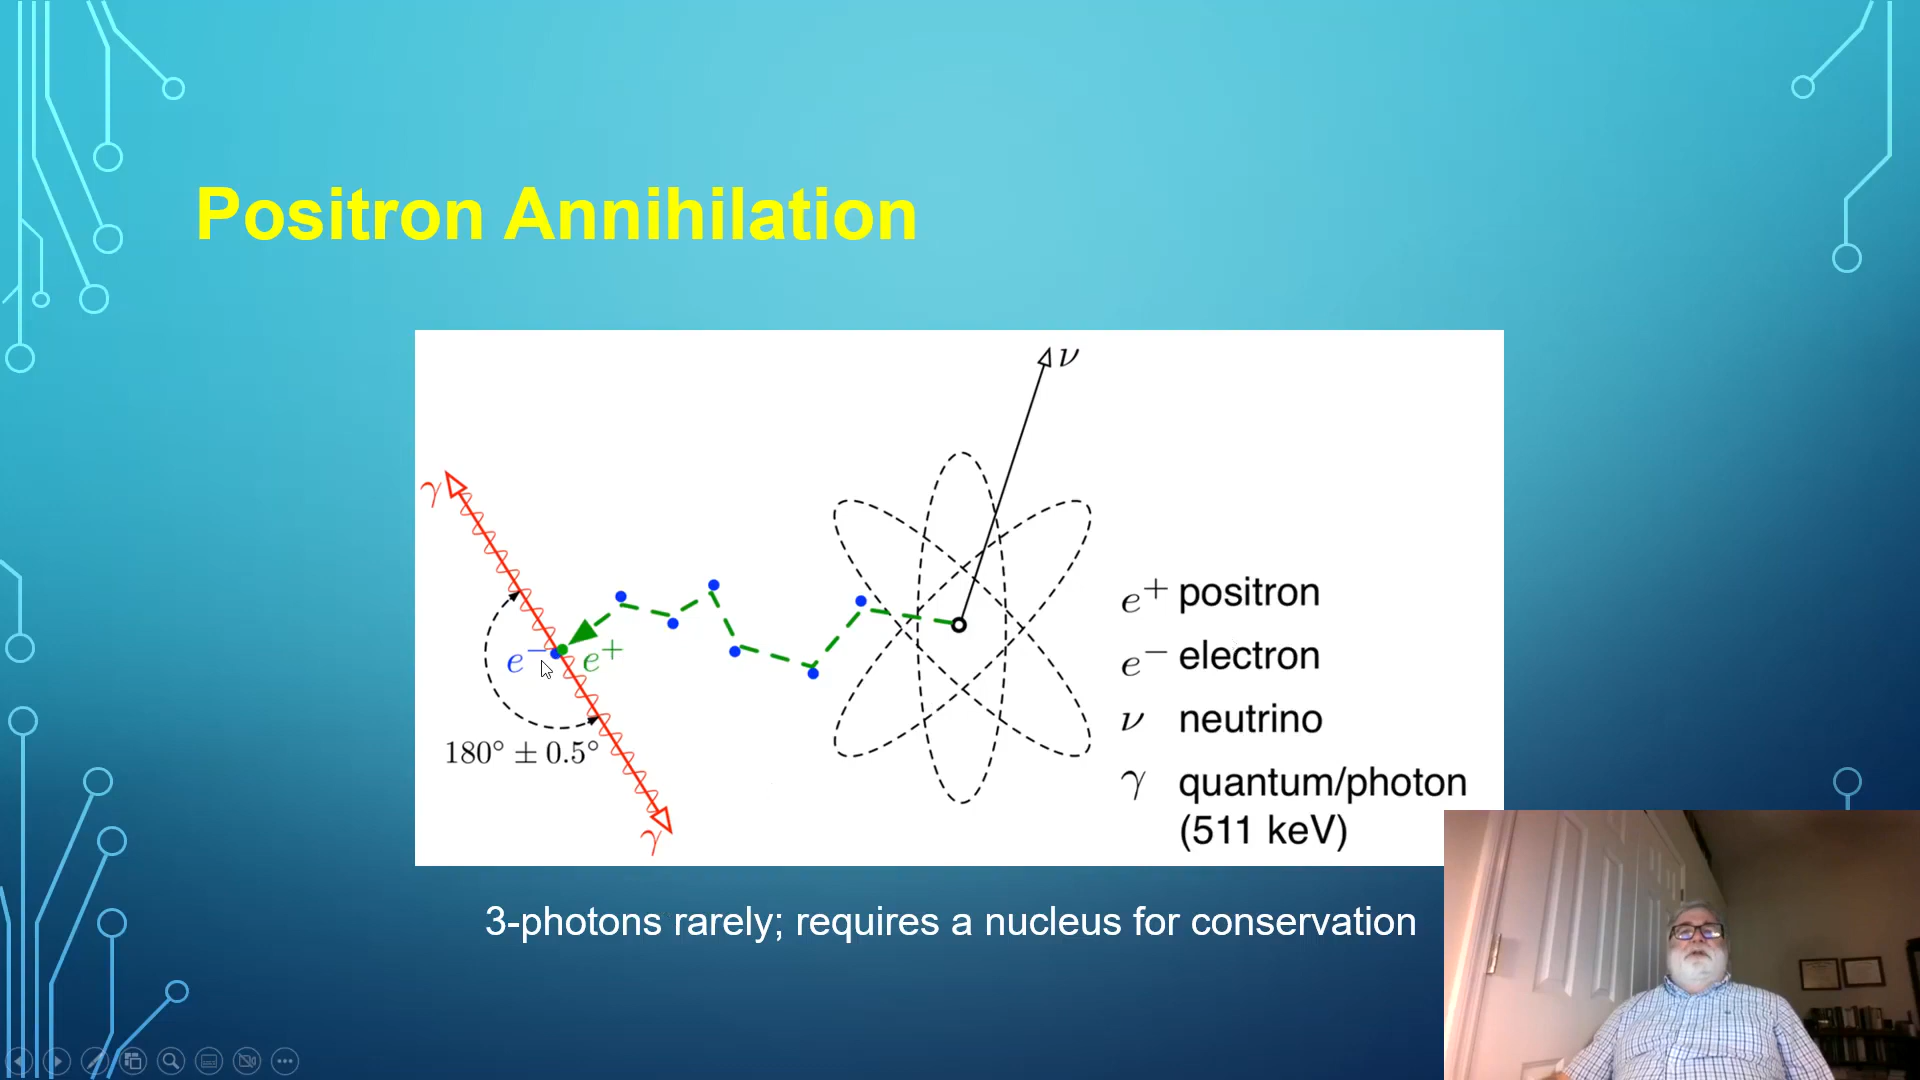 Positron Annihilation
ν
γ
e⁻ e⁺
180° ± 0.5°
γ
e⁺ positron
e⁻ electron
ν neutrino
γ quantum/photon
(511 keV)
3-photons rarely; requires a nucleus for conservation